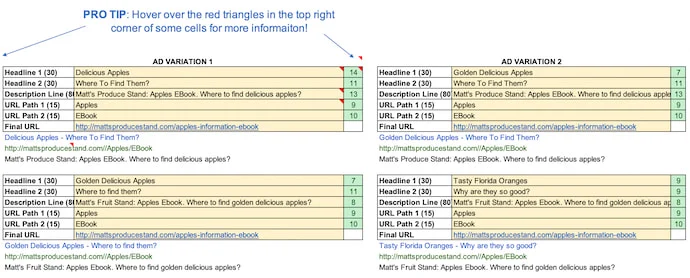 PRO TIP: Hover over the red triangles in the top right
corner of some cells for more informaiton!
AD VARIATION 1
Headline 1 (30) Delicious Apples 14
Headline 2 (30) Where To Find Them? 11
Description Line (80 Matt's Produce Stand: Apples EBook. Where to find delicious apples? 13
URL Path 1 (15) Apples 9
URL Path 2 (15) EBook 10
Final URL http://mattsproducestand.com/apples-information-ebook
Delicious Apples - Where To Find Them?
http://mattsproducestand.com//Apples/EBook
Matt's Produce Stand: Apples EBook. Where to find delicious apples?
Headline 1 (30) Golden Delicious Apples 7
Headline 2 (30) Where to find them? 11
Description Line (80 Matt's Fruit Stand: Apples Ebook. Where to find golden delicious apples? 8
URL Path 1 (15) Apples 9
URL Path 2 (15) EBook 10
Final URL http://mattsproducestand.com/apples-information-ebook
Golden Delicious Apples - Where to find them?
http://mattsproducestand.com//Apples/EBook
Matt's Fruit Stand: Apples Ebook. Where to find golden delicious apples?
AD VARIATION 2
Headline 1 (30) Golden Delicious Apples 7
Headline 2 (30) Where To Find Them? 11
Description Line (80 Matt's Produce Stand: Apples EBook. Where to find delicious apples 13
URL Path 1 (15) Apples 9
URL Path 2 (15) EBook 10
Final URL http://mattsproducestand.com/apples-information-ebook
Golden Delicious Apples - Where To Find Them?
http://mattsproducestand.com//Apples/EBook
Matt's Produce Stand: Apples EBook. Where to find delicious apples?
Headline 1 (30) Tasty Florida Oranges 9
Headline 2 (30) Why are they so good? 9
Description Line (80 Matt's Fruit Stand: Apples Ebook. Where to find golden delicious ap 8
URL Path 1 (15) Apples 9
URL Path 2 (15) EBook 10
Final URL http://mattsproducestand.com/apples-information-ebook
Tasty Florida Oranges - Why are they so good?
http://mattsproducestand.com//Apples/EBook
Matt's Fruit Stand: Apples Ebook. Where to find golden delicious apples?